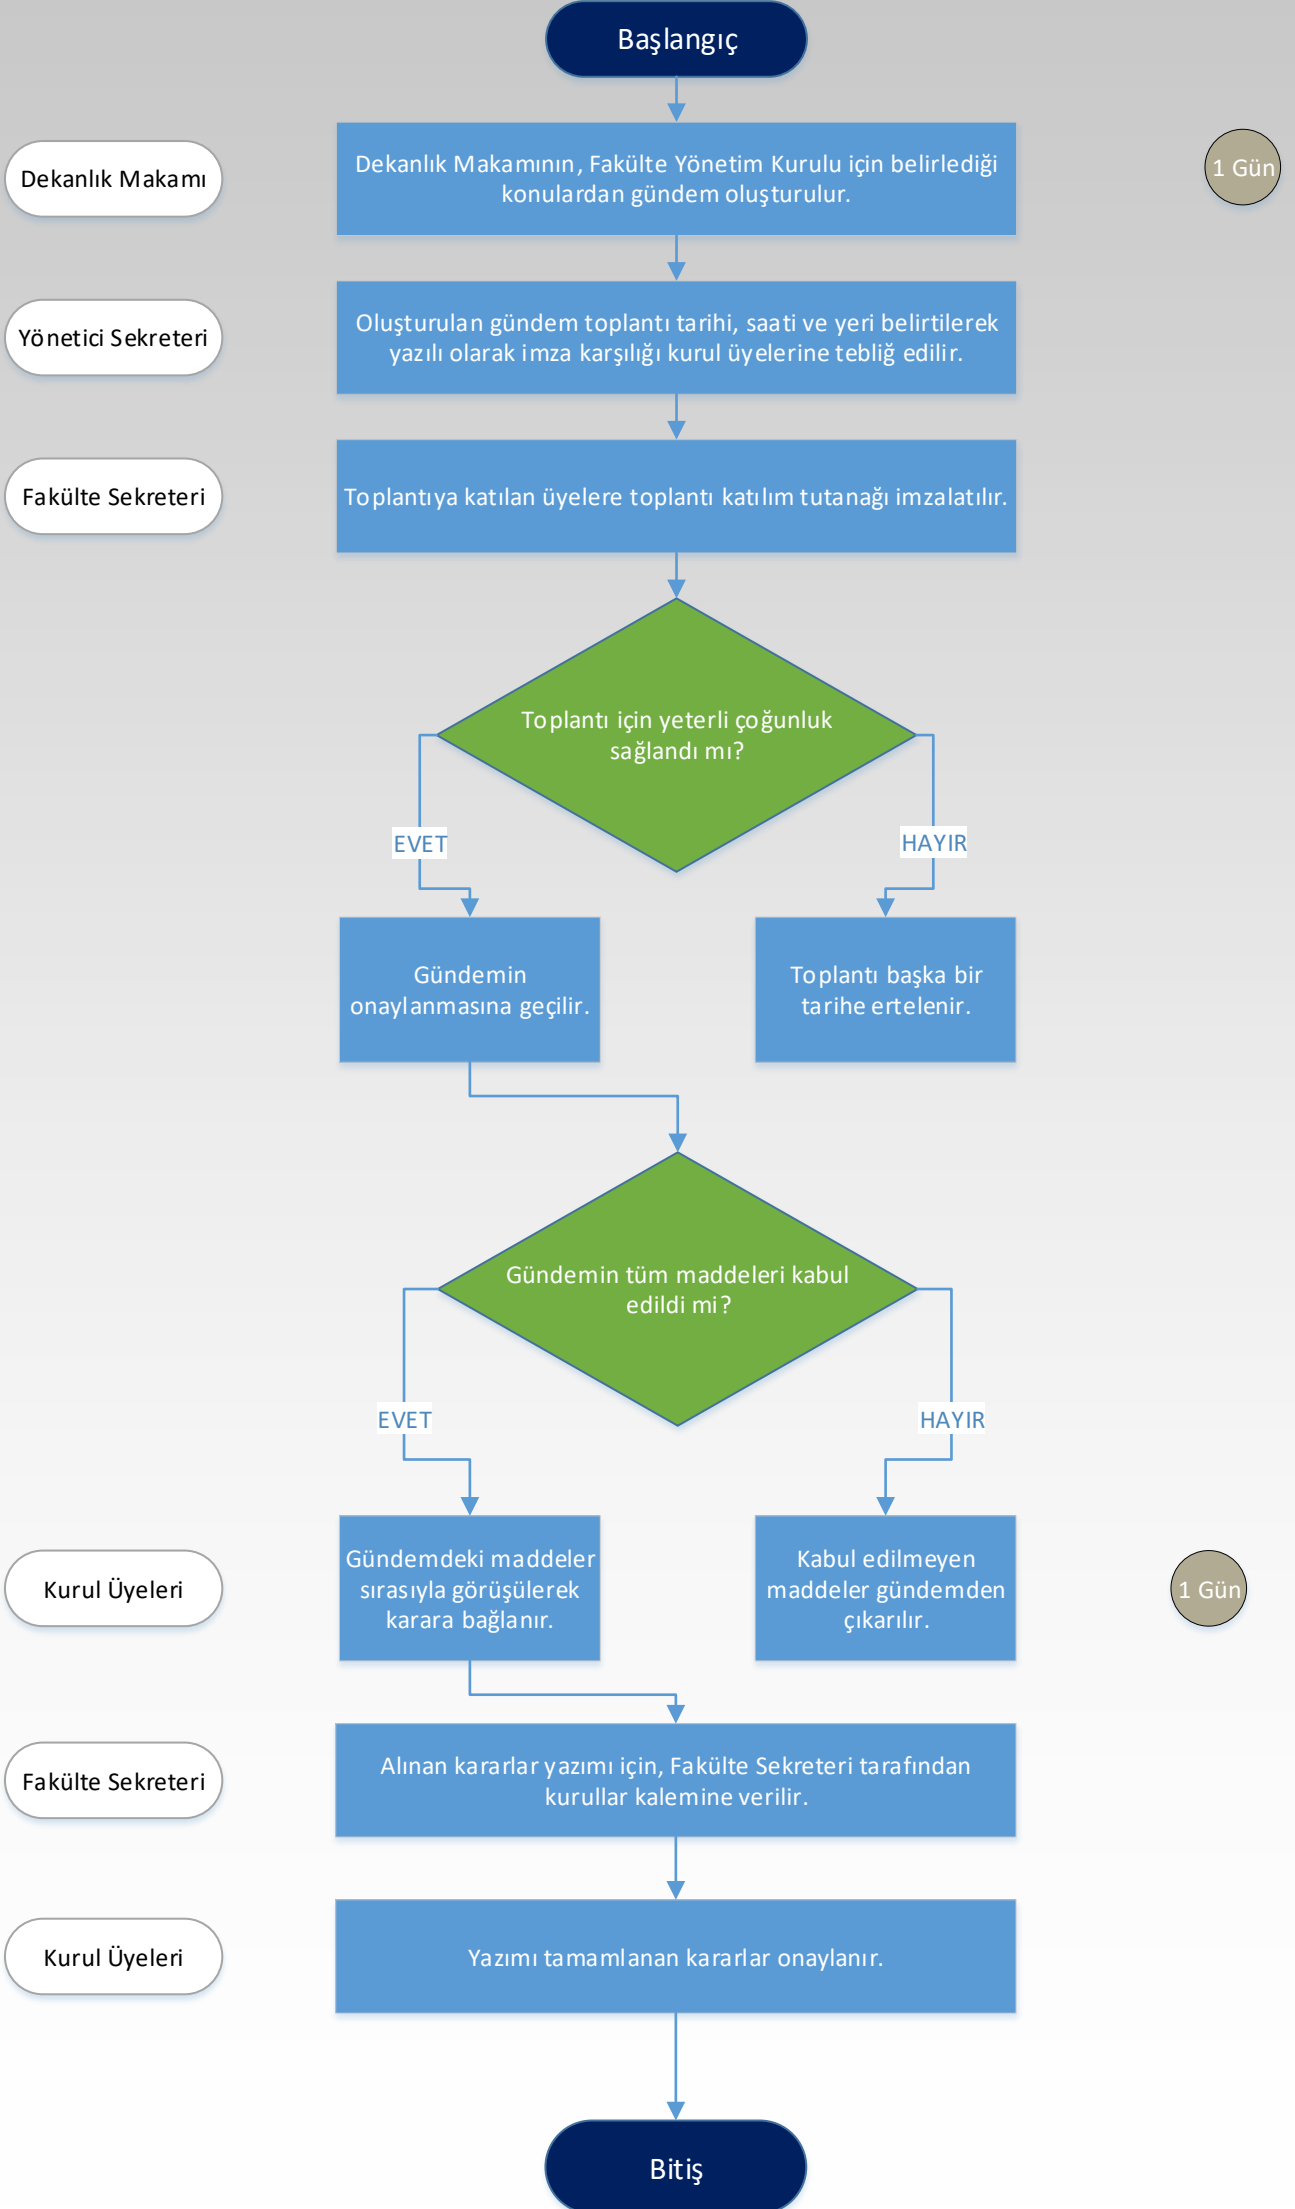 Başlangıç
Dekanlık Makamı
Dekanlık Makamının, Fakülte Yönetim Kurulu için belirlediği
konulardan gündem oluşturulur.
1 Gün
Yönetici Sekreteri
Oluşturulan gündem toplantı tarihi, saati ve yeri belirtilerek
yazılı olarak imza karşılığı kurul üyelerine tebliğ edilir.
Fakülte Sekreteri
Toplantıya katılan üyelere toplantı katılım tutanağı imzalatılır.
Toplantı için yeterli çoğunluk
sağlandı mı?
EVET
HAYIR
Gündemin
onaylanmasına geçilir.
Toplantı başka bir
tarihe ertelenir.
Gündemin tüm maddeleri kabul
edildi mi?
EVET
HAYIR
Kurul Üyeleri
Gündemdeki maddeler
sırasıyla görüşülerek
karara bağlanır.
Kabul edilmeyen
maddeler gündemden
çıkarılır.
1 Gün
Fakülte Sekreteri
Alınan kararlar yazımı için, Fakülte Sekreteri tarafından
kurullar kalemine verilir.
Kurul Üyeleri
Yazımı tamamlanan kararlar onaylanır.
Bitiş